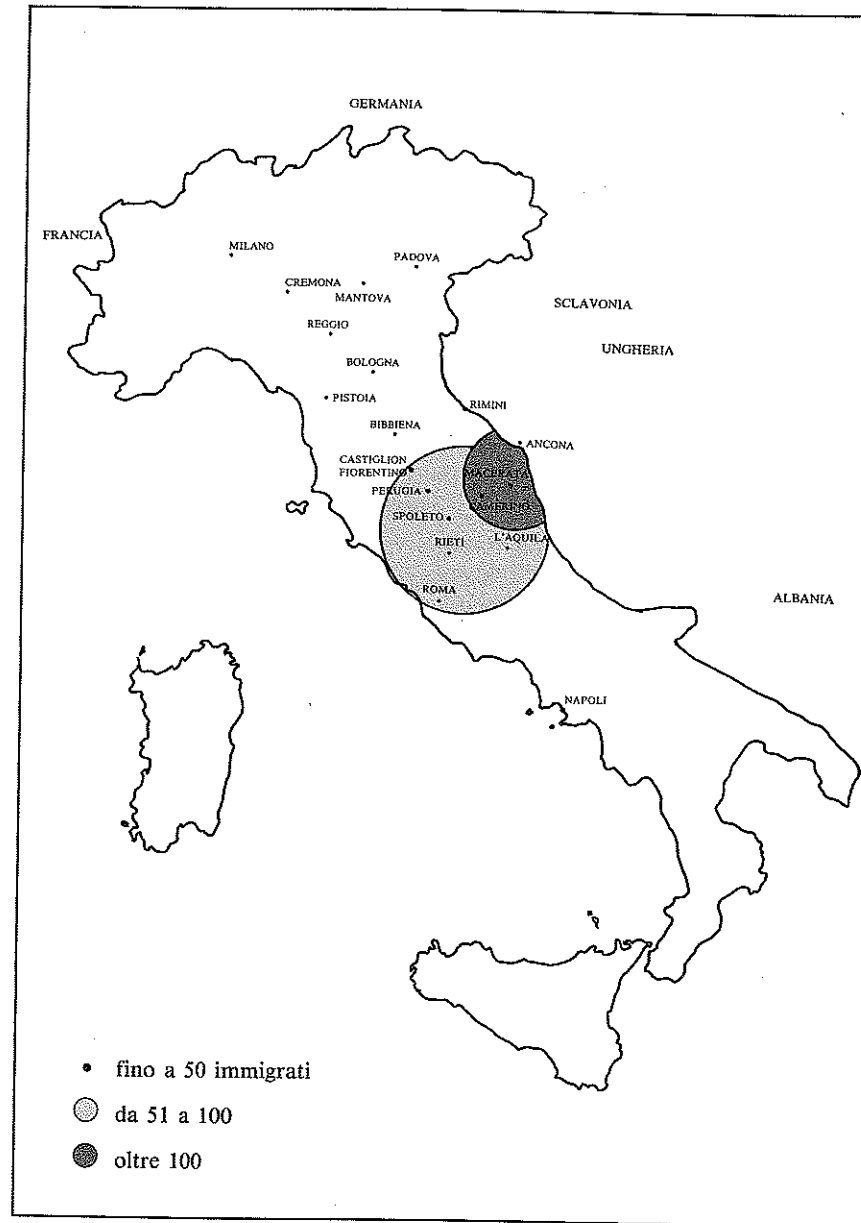 GERMANIA
FRANCIA
MILANO
PADOVA
CREMONA
MANTOVA
SCLAVONIA
REGGIO
UNGHERIA
BOLOGNA
PISTOIA
RIMINI
BIBBIENA
ANCONA
CASTIGLION
FIORENTINO
MACERATA
PERUGIA
CAMERINO
SPOLETO
RIETI
L'AQUILA
ROMA
ALBANIA
NAPOLI
fino a 50 immigrati
da 51 a 100
oltre 100